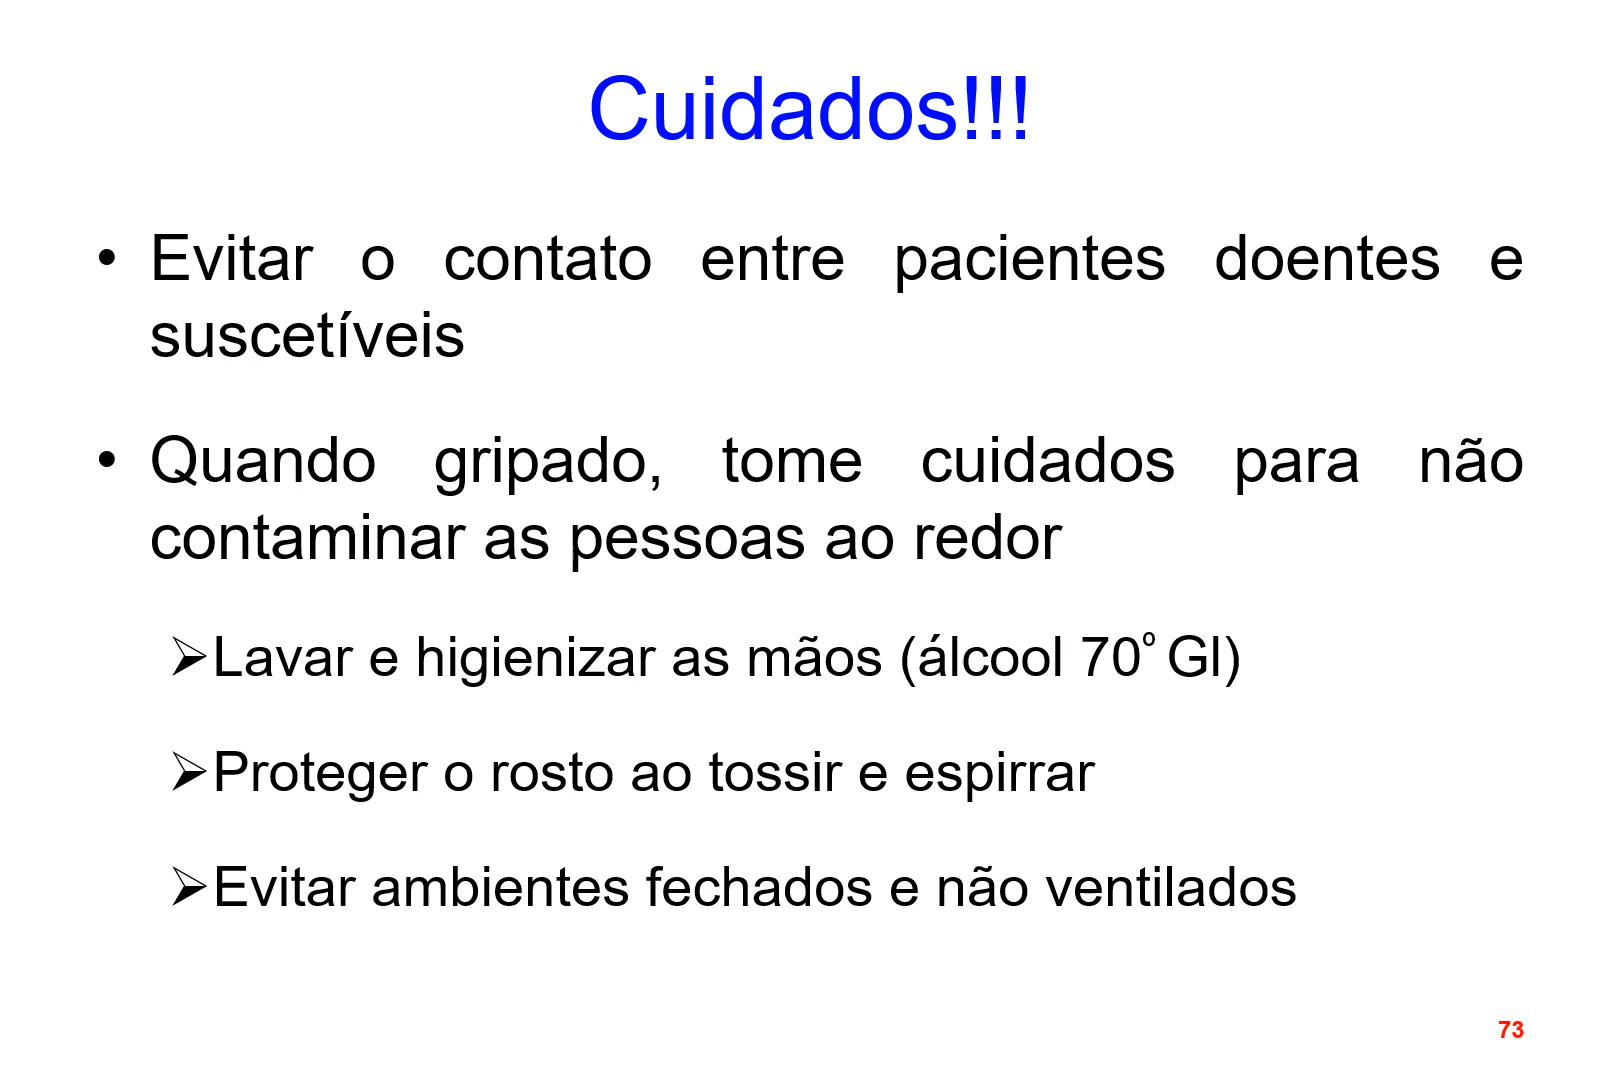 Cuidados!!!
• Evitar o contato entre pacientes doentes e
suscetíveis
• Quando gripado, tome cuidados para não
contaminar as pessoas ao redor
➢Lavar e higienizar as mãos (álcool 70º Gl)
➢Proteger o rosto ao tossir e espirrar
➢Evitar ambientes fechados e não ventilados
73